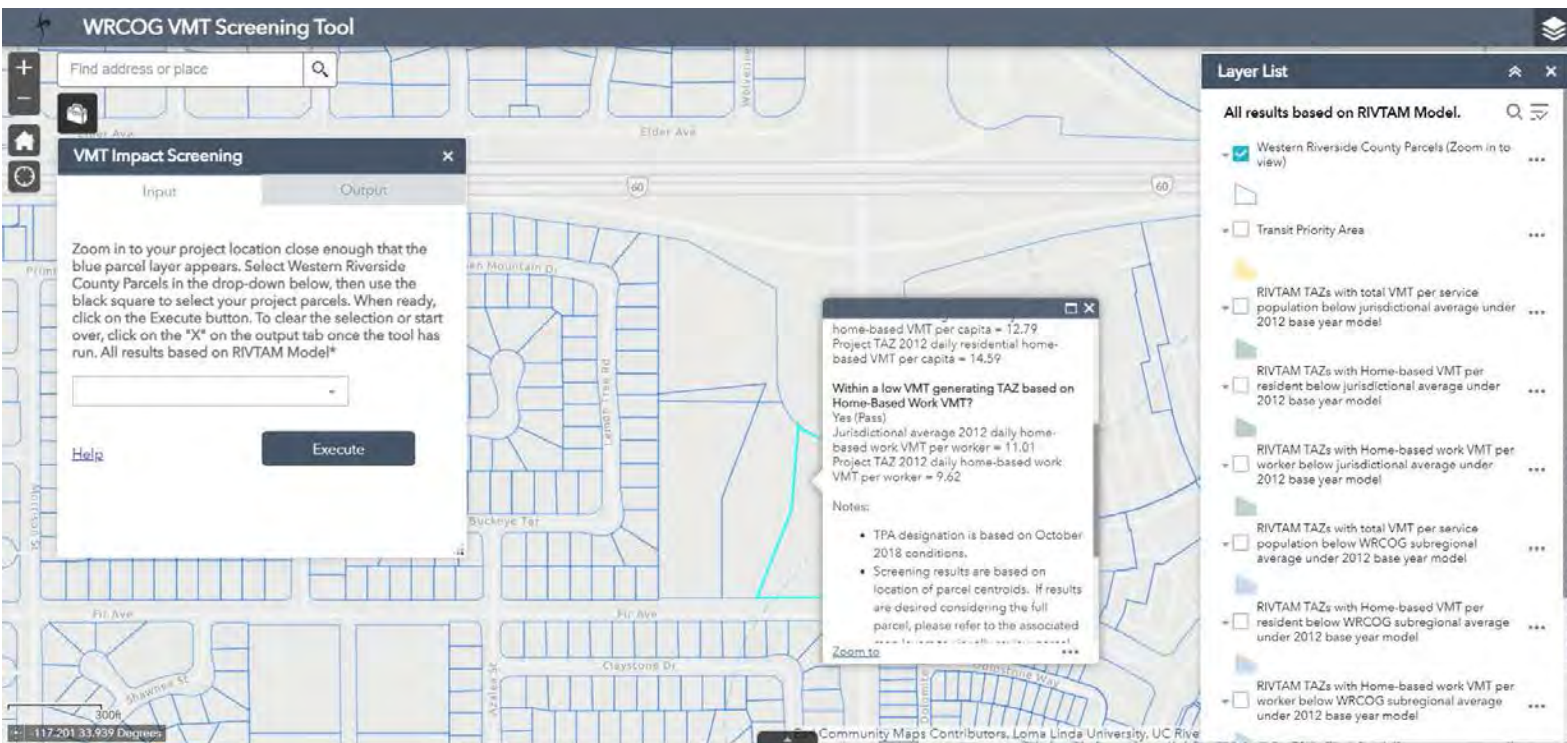 WRCOG VMT Screening Tool
Find address or place
Elder Ave
Elder Ave
Wolverine
60
60
VMT Impact Screening
Input
Output
Zoom in to your project location close enough that the
blue parcel layer appears. Select Western Riverside
County Parcels in the drop-down below, then use the
black square to select your project parcels. When ready,
click on the Execute button. To clear the selection or start
over, click on the "X" on the output tab once the tool has
run. All results based on RIVTAM Model*
Help
Execute
Mountain Dr
Lemon Tree Rd
Buckeye Ter
Fir Ave
Fir Ave
Shawnee St
Azalea St
Claystone Dr
Dolomite
Dolostone Way
home-based VMT per capita = 12.79
Project TAZ 2012 daily residential home-
based VMT per capita = 14.59
Within a low VMT generating TAZ based on
Home-Based Work VMT?
Yes (Pass)
Jurisdictional average 2012 daily home-
based work VMT per worker = 11.01
Project TAZ 2012 daily home-based work
VMT per worker = 9.62
Notes:
• TPA designation is based on October
2018 conditions.
• Screening results are based on
location of parcel centroids. If results
are desired considering the full
parcel, please refer to the associated
Zoom to
Layer List
All results based on RIVTAM Model.
Western Riverside County Parcels (Zoom in to
view)
Transit Priority Area
RIVTAM TAZs with total VMT per service
population below jurisdictional average under
2012 base year model
RIVTAM TAZs with Home-based VMT per
resident below jurisdictional average under
2012 base year model
RIVTAM TAZs with Home-based work VMT per
worker below jurisdictional average under
2012 base year model
RIVTAM TAZs with total VMT per service
population below WRCOG subregional
average under 2012 base year model
RIVTAM TAZs with Home-based VMT per
resident below WRCOG subregional average
under 2012 base year model
RIVTAM TAZs with Home-based work VMT per
worker below WRCOG subregional average
under 2012 base year model
300ft
-117.201 33.939 Degrees
Community Maps Contributors, Loma Linda University, UC Rive